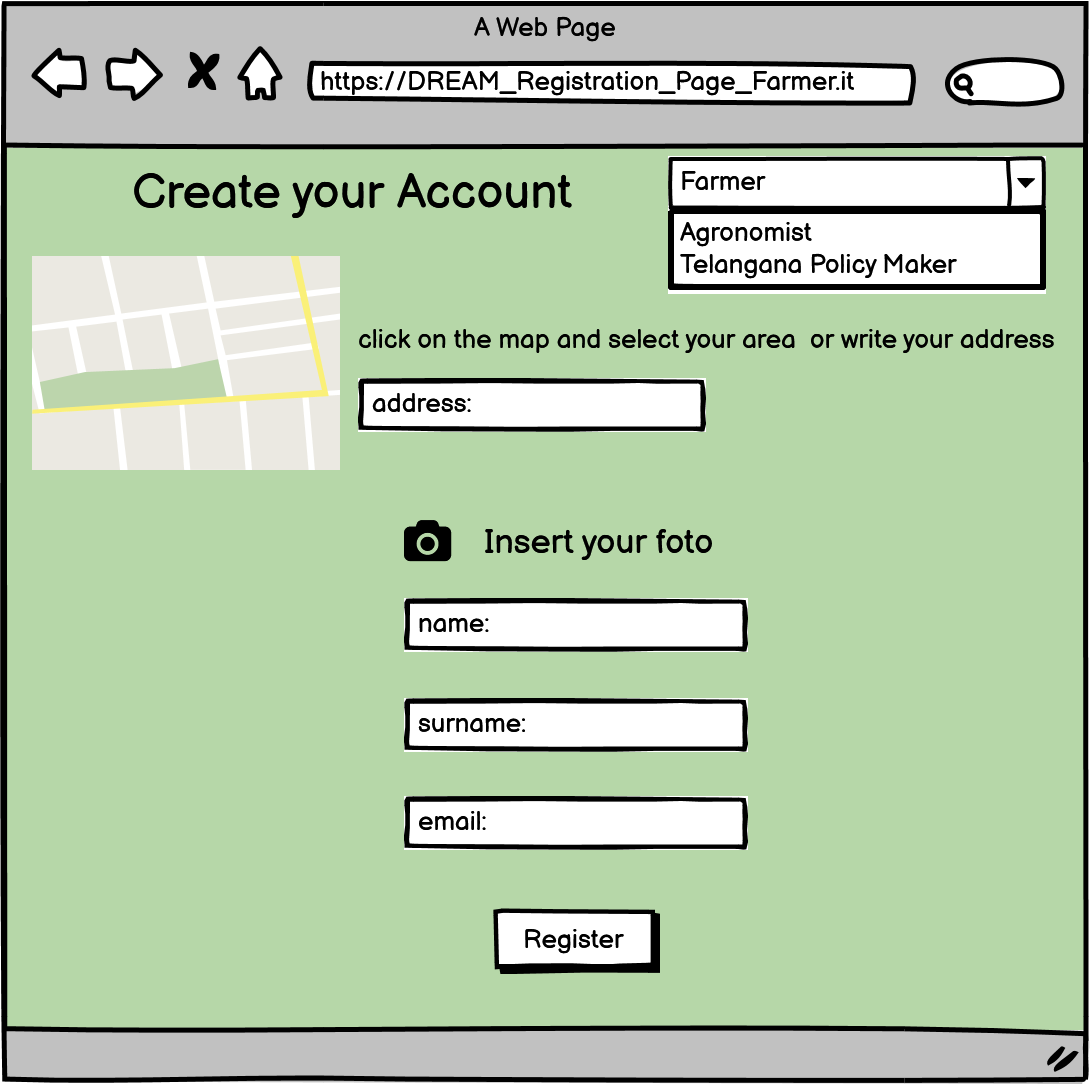 A Web Page
https://DREAM_Registration_Page_Farmer.it
Create your Account
Farmer
Agronomist
Telangana Policy Maker
click on the map and select your area  or write your address
address:
Insert your foto
name:
surname:
email:
Register